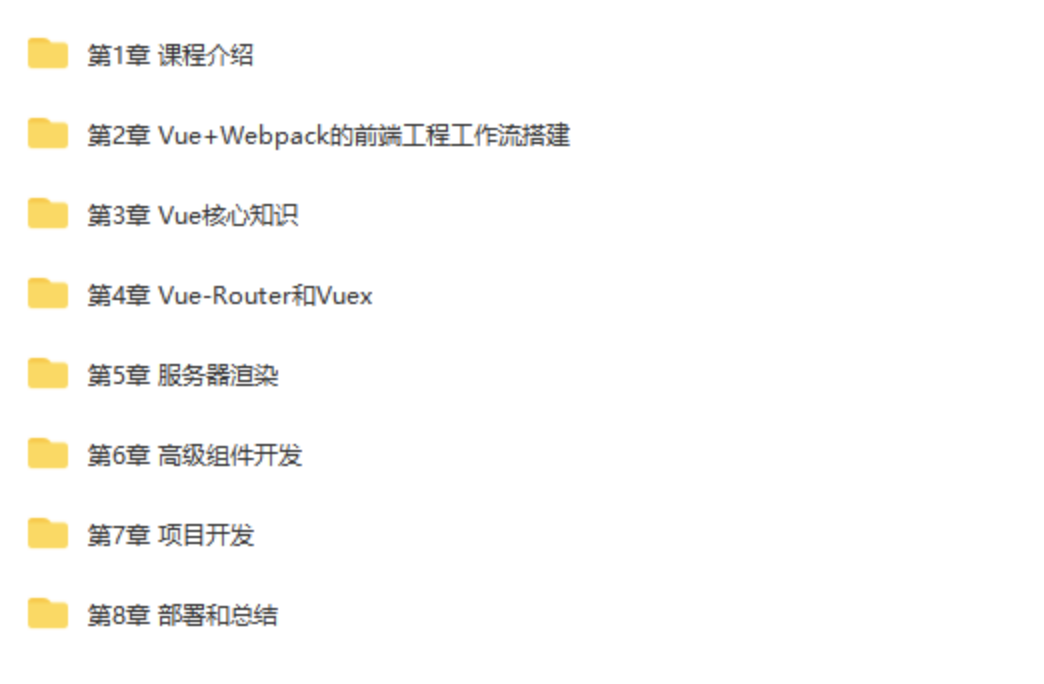 第1章 课程介绍
第2章 Vue+Webpack的前端工程工作流搭建
第3章 Vue核心知识
第4章 Vue-Router和Vuex
第5章 服务器渲染
第6章 高级组件开发
第7章 项目开发
第8章 部署和总结